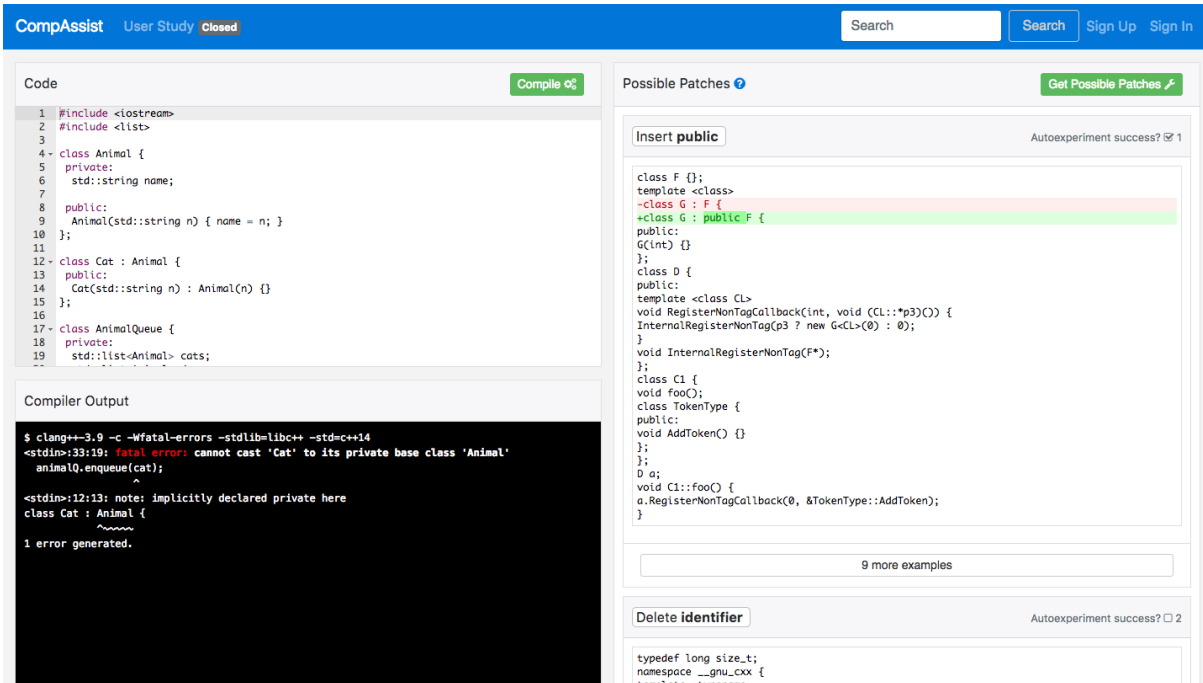 CompAssist User Study Closed Search Search Sign Up Sign In
Code Compile
1 #include <iostream>
2 #include <list>
3
4 class Animal {
5 private:
6 std::string name;
7
8 public:
9 Animal(std::string n) { name = n; }
10 };
11
12 class Cat : Animal {
13 public:
14 Cat(std::string n) : Animal(n) {}
15 };
16
17 class AnimalQueue {
18 private:
19 std::list<Animal> cats;
Compiler Output
$ clang++-3.9 -c -Wfatal-errors -stdlib=libc++ -std=c++14
<stdin>:33:19: fatal error: cannot cast 'Cat' to its private base class 'Animal'
animalQ.enqueue(cat);
^
<stdin>:12:13: note: implicitly declared private here
class Cat : Animal {
^~~~~~
1 error generated.
Possible Patches ? Get Possible Patches
Insert public Autoexperiment success? 1
class F {};
template <class>
-class G : F {
+class G : public F {
public:
G(int) {}
};
class D {
public:
template <class CL>
void RegisterNonTagCallback(int, void (CL::*p3)()) {
InternalRegisterNonTag(p3 ? new G<CL>(0) : 0);
}
void InternalRegisterNonTag(F*);
};
class C1 {
void foo();
class TokenType {
public:
void AddToken() {}
};
};
D a;
void C1::foo() {
a.RegisterNonTagCallback(0, &TokenType::AddToken);
}
9 more examples
Delete identifier Autoexperiment success? 2
typedef long size_t;
namespace __gnu_cxx {